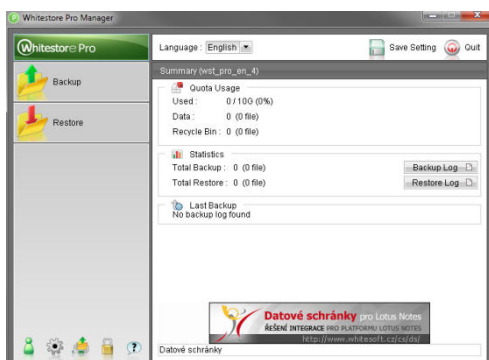 Whitestore Pro Manager
Whitestore Pro
Language : English
Save Setting
Quit
Backup
Restore
Summary (wst_pro_en_4)
Quota Usage
Used : 0 / 10G (0%)
Data : 0 (0 file)
Recycle Bin : 0 (0 file)
Statistics
Total Backup : 0 (0 file)
Backup Log
Total Restore : 0 (0 file)
Restore Log
Last Backup
No backup log found
Datové schránky pro Lotus Notes
ŘEŠENÍ INTEGRACE PRO PLATFORMU LOTUS NOTES
http://www.whitesoft.cz/cs/ds/
Datové schránky